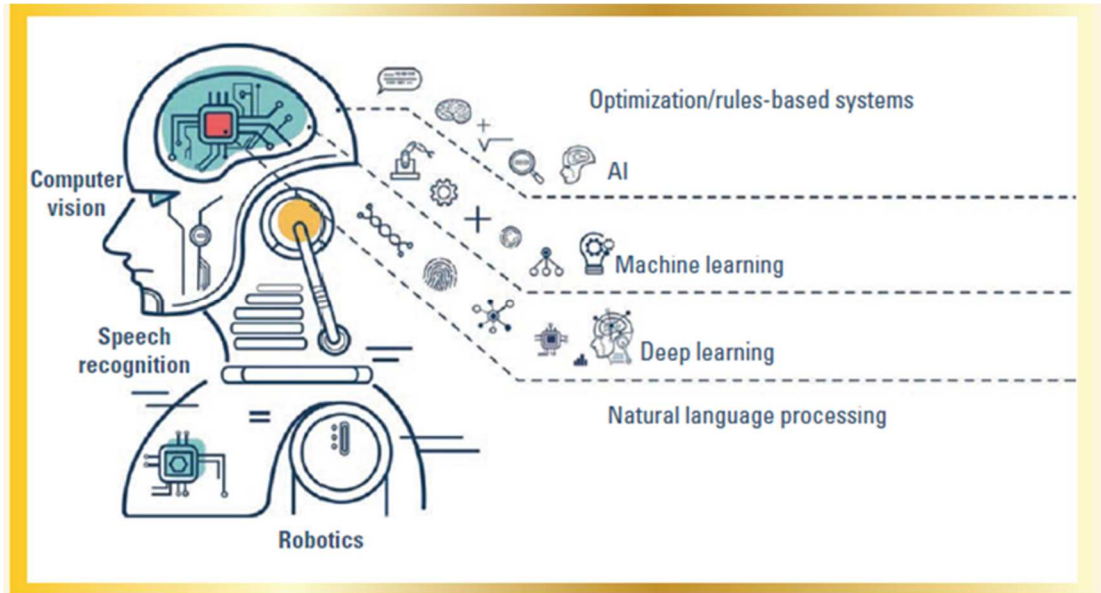 Optimization/rules-based systems
AI
Computer
vision
Machine learning
Speech
recognition
Deep learning
Natural language processing
Robotics